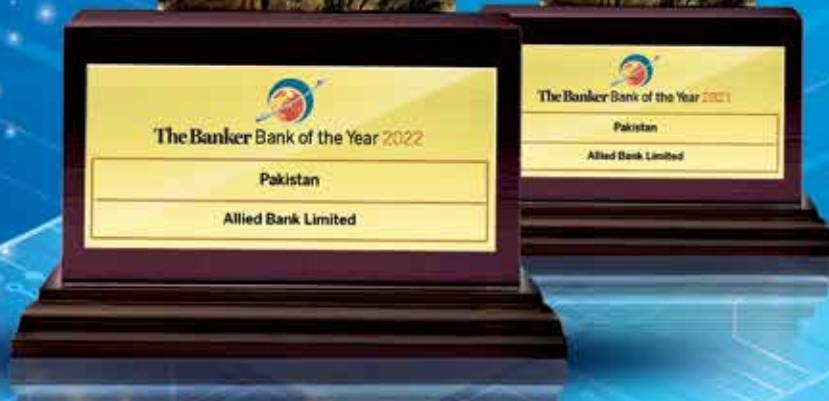 The Banker Bank of the Year 2022
Pakistan
Allied Bank Limited
The Banker Bank of the Year 2021
Pakistan
Allied Bank Limited